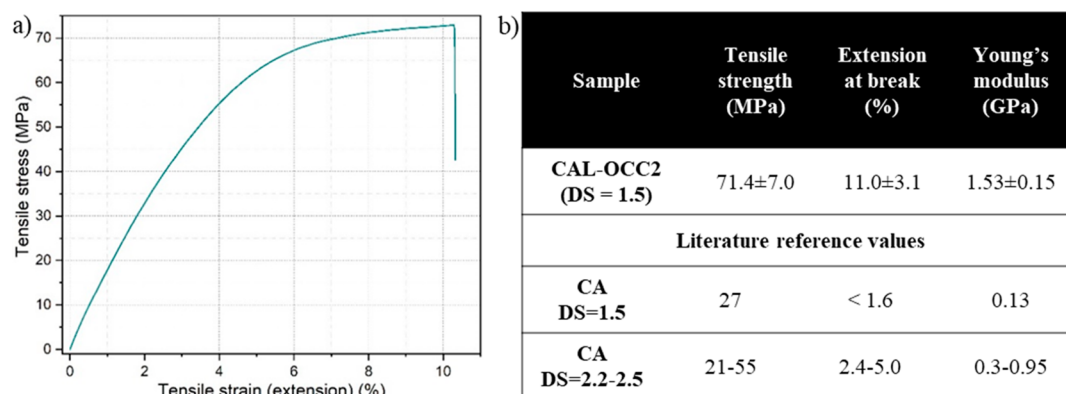 a)
Tensile stress (MPa)
70
60
50
40
30
20
10
0
0 2 4 6 8 10
Tensile strain (extension) (%)
b)
Sample Tensile strength (MPa) Extension at break (%) Young's modulus (GPa)
CAL-OCC2 (DS = 1.5) 71.4±7.0 11.0±3.1 1.53±0.15
Literature reference values
CA DS=1.5 27 < 1.6 0.13
CA DS=2.2-2.5 21-55 2.4-5.0 0.3-0.95